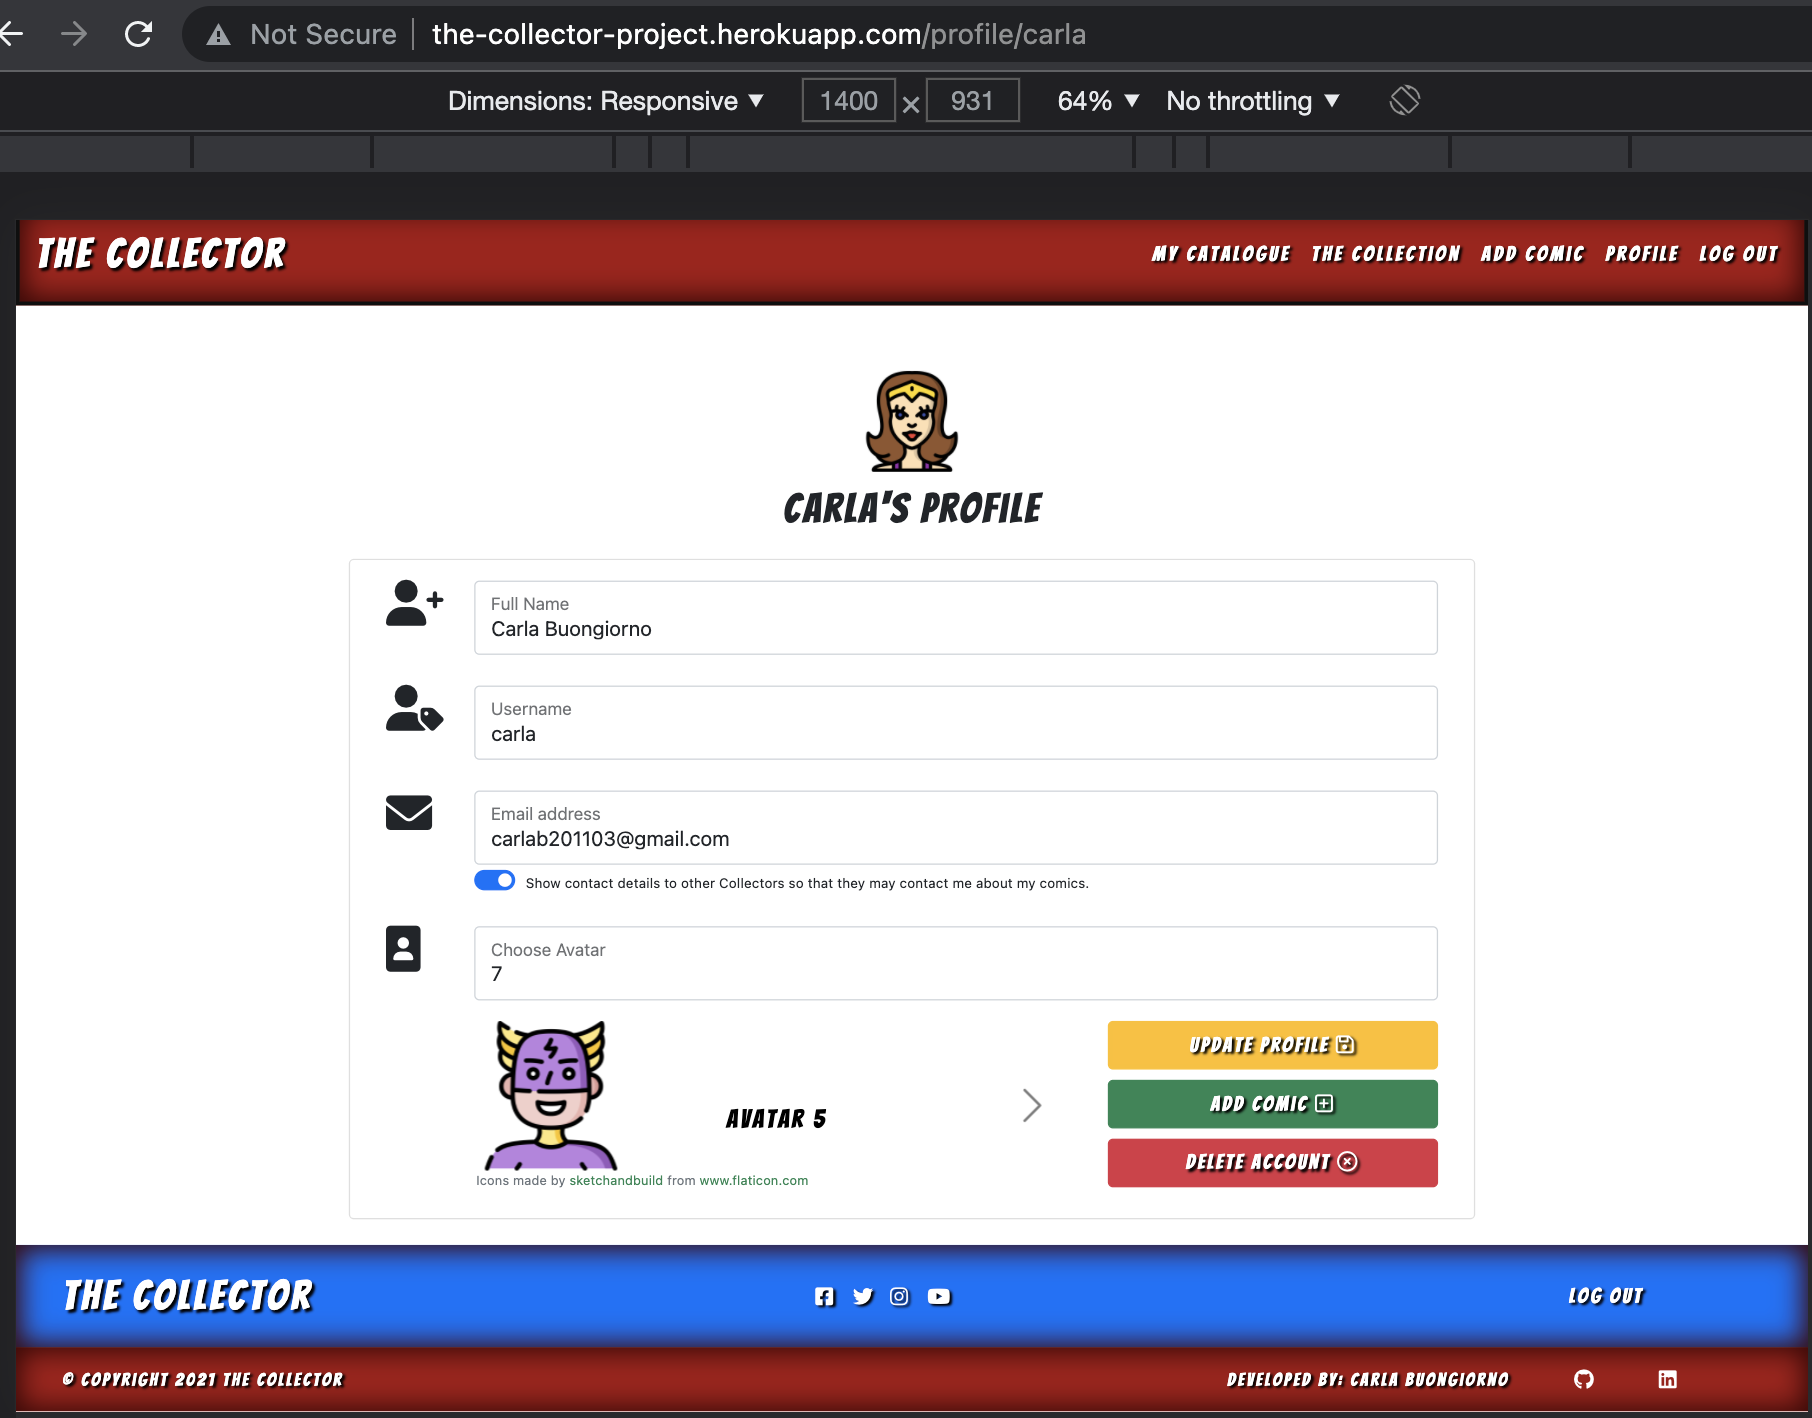 Not Secure | the-collector-project.herokuapp.com/profile/carla
Dimensions: Responsive ▼ 1400 × 931 64% ▼ No throttling ▼
THE COLLECTOR MY CATALOGUE THE COLLECTION ADD COMIC PROFILE LOG OUT
CARLA'S PROFILE
Full Name
Carla Buongiorno
Username
carla
Email address
carlab201103@gmail.com
Show contact details to other Collectors so that they may contact me about my comics.
Choose Avatar
7
AVATAR 5
Icons made by sketchandbuild from www.flaticon.com
UPDATE PROFILE
ADD COMIC
DELETE ACCOUNT
THE COLLECTOR LOG OUT
© COPYRIGHT 2021 THE COLLECTOR DEVELOPED BY: CARLA BUONGIORNO